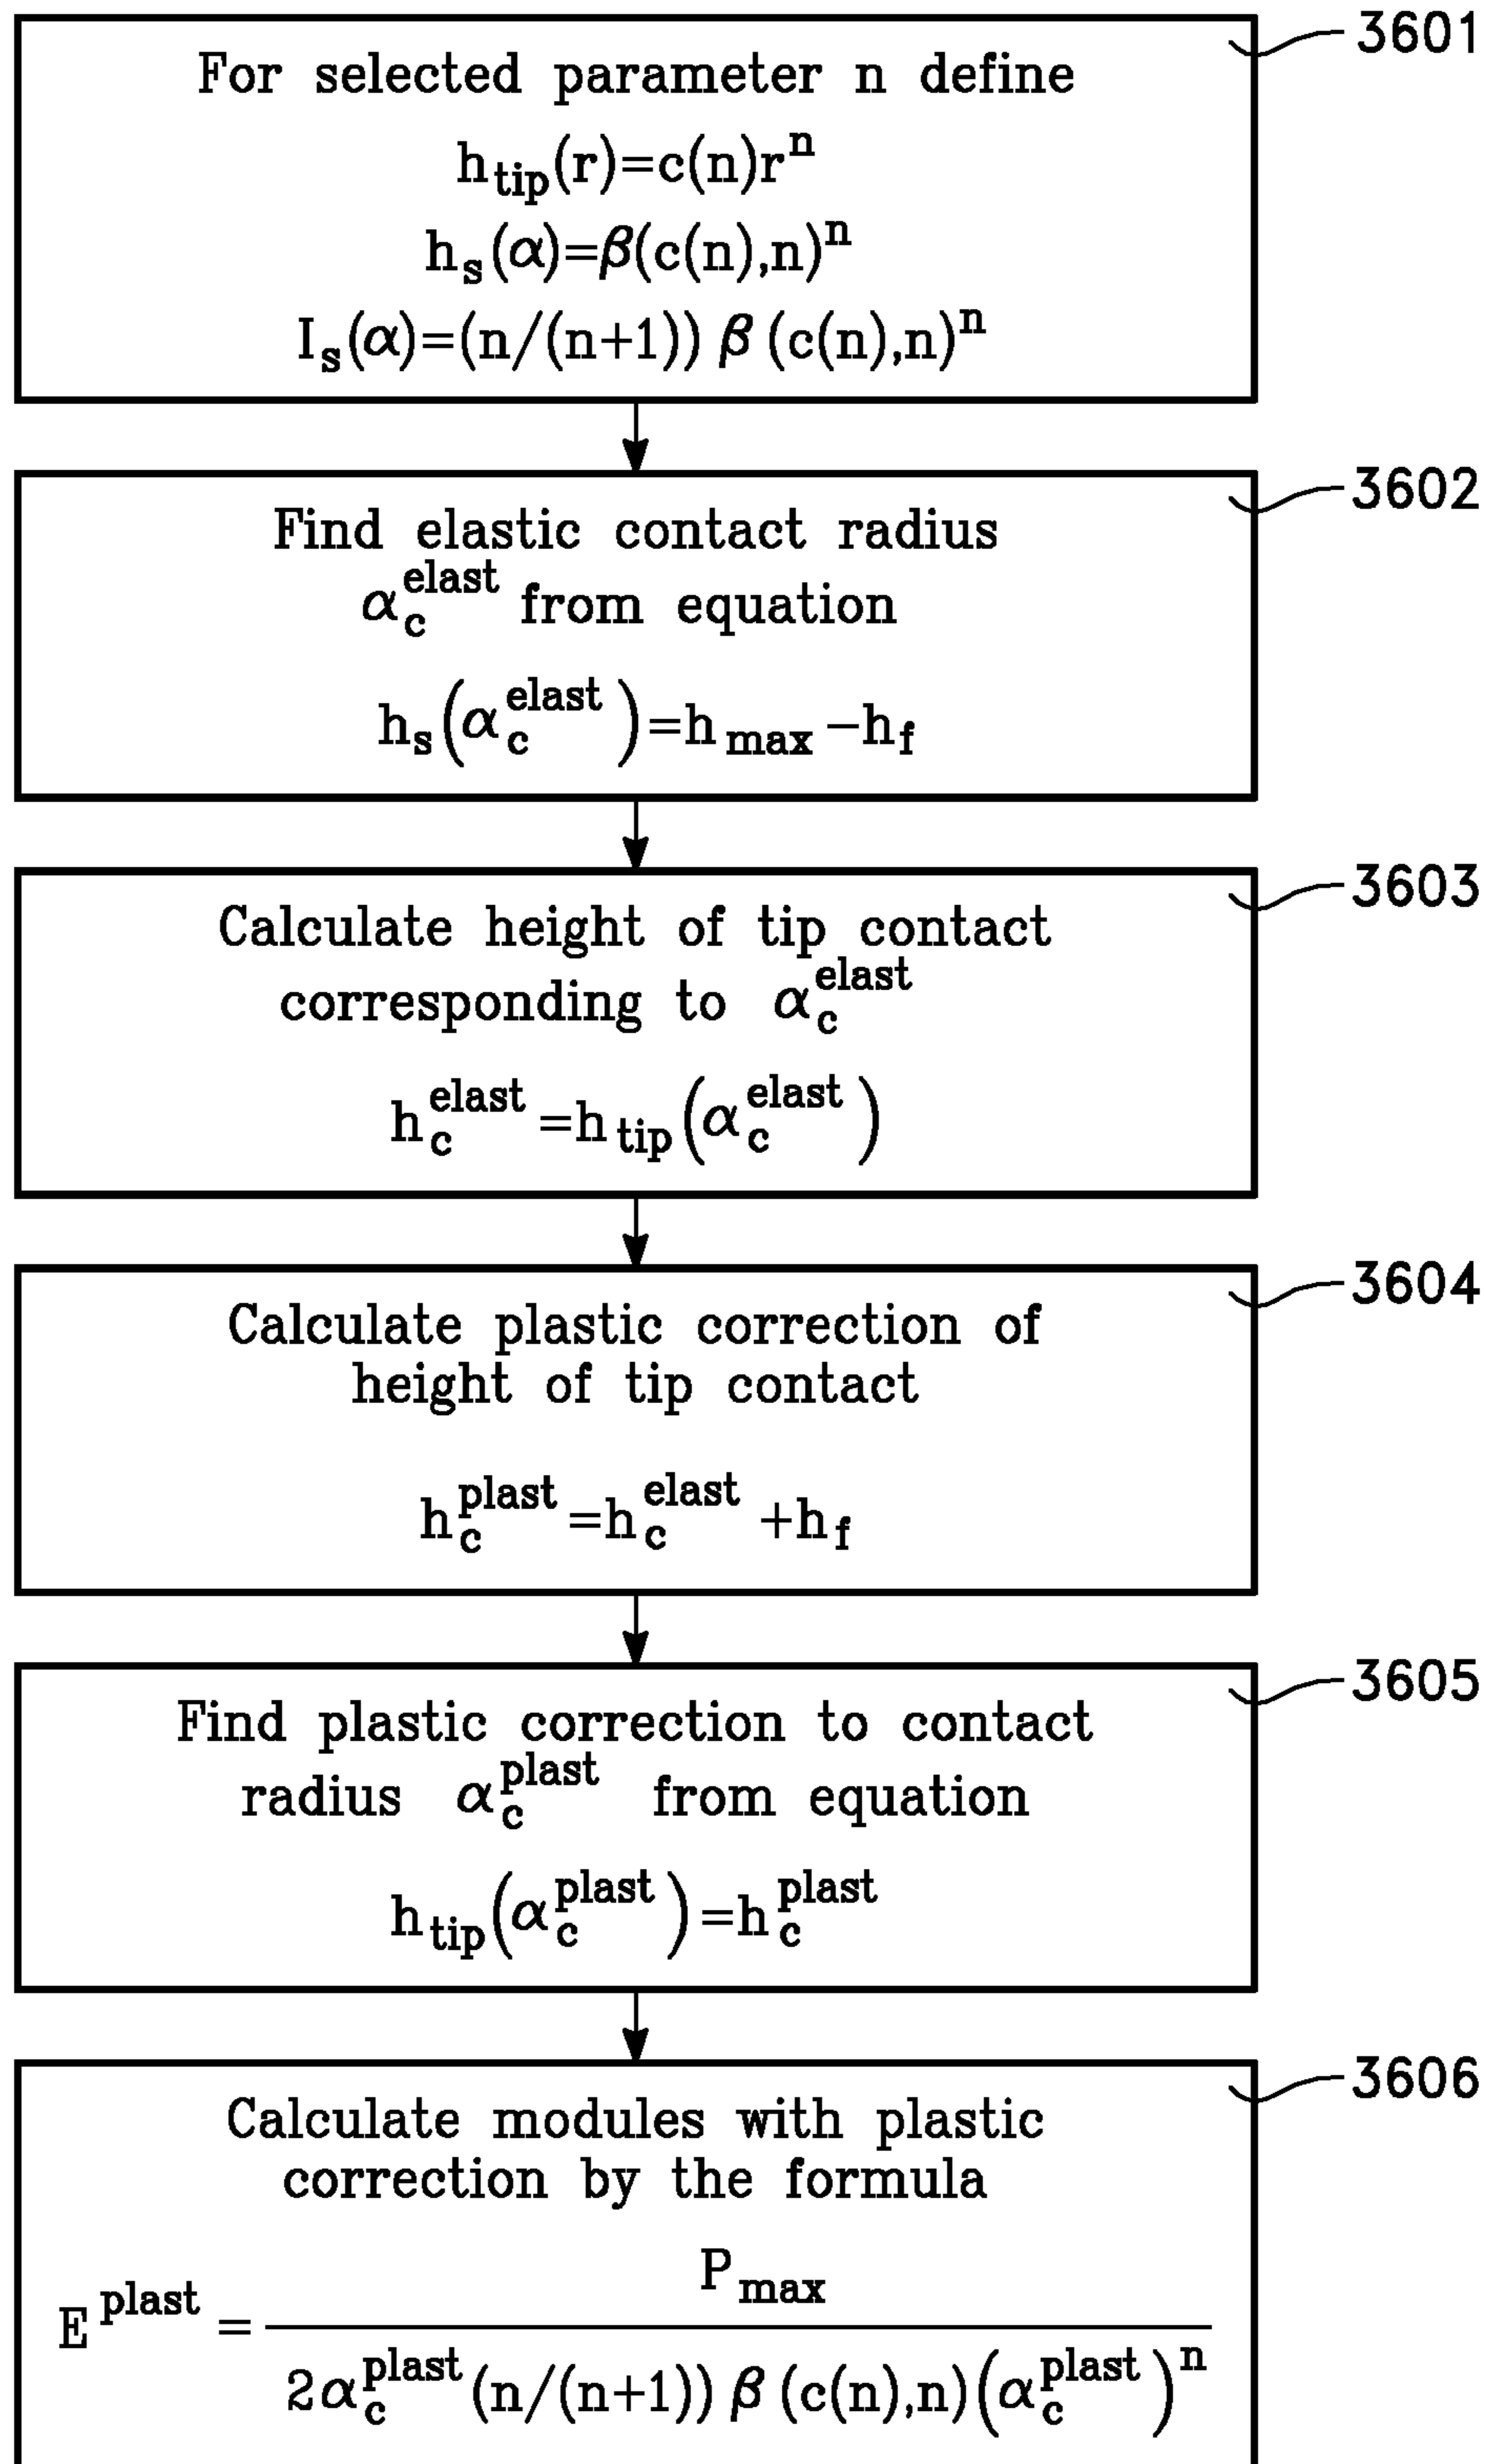 3601
For selected parameter n define
h_tip(r)=c(n)r^n
h_s(α)=β(c(n),n)^n
I_s(α)=(n/(n+1)) β (c(n),n)^n
3602
Find elastic contact radius
α_c^elast from equation
h_s(α_c^elast)=h_max-h_f
3603
Calculate height of tip contact
corresponding to α_c^elast
h_c^elast=h_tip(α_c^elast)
3604
Calculate plastic correction of
height of tip contact
h_c^plast=h_c^elast+h_f
3605
Find plastic correction to contact
radius α_c^plast from equation
h_tip(α_c^plast)=h_c^plast
3606
Calculate modules with plastic
correction by the formula
P_max
E^plast=
2α_c^plast(n/(n+1)) β (c(n),n)(α_c^plast)^n